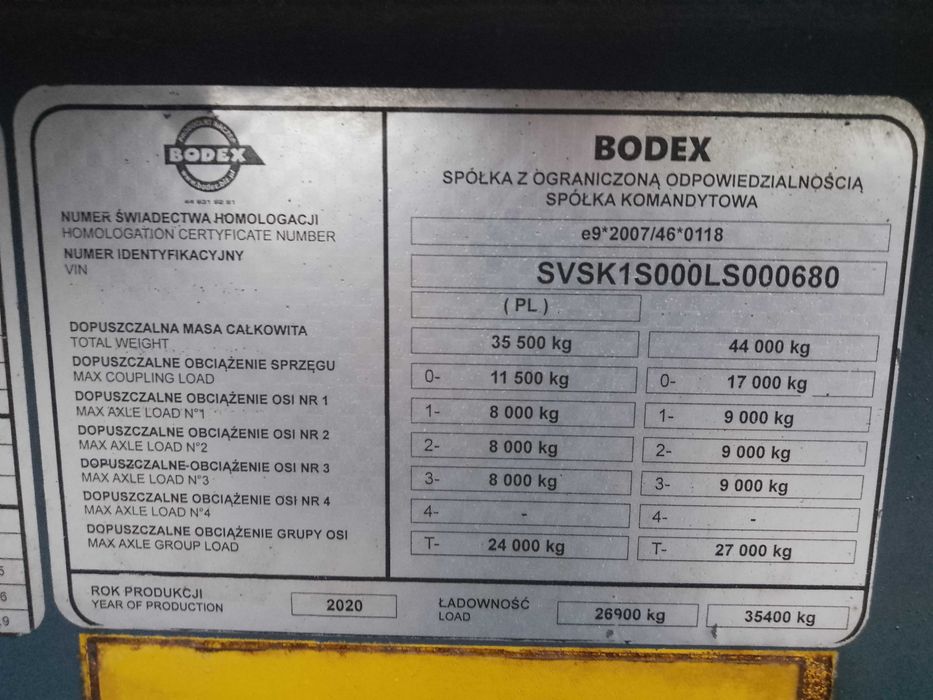 BODEX
www.bodex.biz.pl
BODEX
SPÓŁKA Z OGRANICZONĄ ODPOWIEDZIALNOŚCIĄ
SPÓŁKA KOMANDYTOWA
NUMER ŚWIADECTWA HOMOLOGACJI
HOMOLOGATION CERTYFICATE NUMBER
e9*2007/46*0118
NUMER IDENTYFIKACYJNY
VIN
SVSK1S000LS000680
( PL )
DOPUSZCZALNA MASA CAŁKOWITA
TOTAL WEIGHT
35 500 kg 44 000 kg
DOPUSZCZALNE OBCIĄŻENIE SPRZĘGU
MAX COUPLING LOAD
0- 11 500 kg 0- 17 000 kg
DOPUSZCZALNE OBCIĄŻENIE OSI NR 1
MAX AXLE LOAD N°1
1- 8 000 kg 1- 9 000 kg
DOPUSZCZALNE OBCIĄŻENIE OSI NR 2
MAX AXLE LOAD N°2
2- 8 000 kg 2- 9 000 kg
DOPUSZCZALNE OBCIĄŻENIE OSI NR 3
MAX AXLE LOAD N°3
3- 8 000 kg 3- 9 000 kg
DOPUSZCZALNE OBCIĄŻENIE OSI NR 4
MAX AXLE LOAD N°4
4- - 4- -
DOPUSZCZALNE OBCIĄŻENIE GRUPY OSI
MAX AXLE GROUP LOAD
T- 24 000 kg T- 27 000 kg
ROK PRODUKCJI
YEAR OF PRODUCTION
2020
ŁADOWNOŚĆ
LOAD
26900 kg 35400 kg